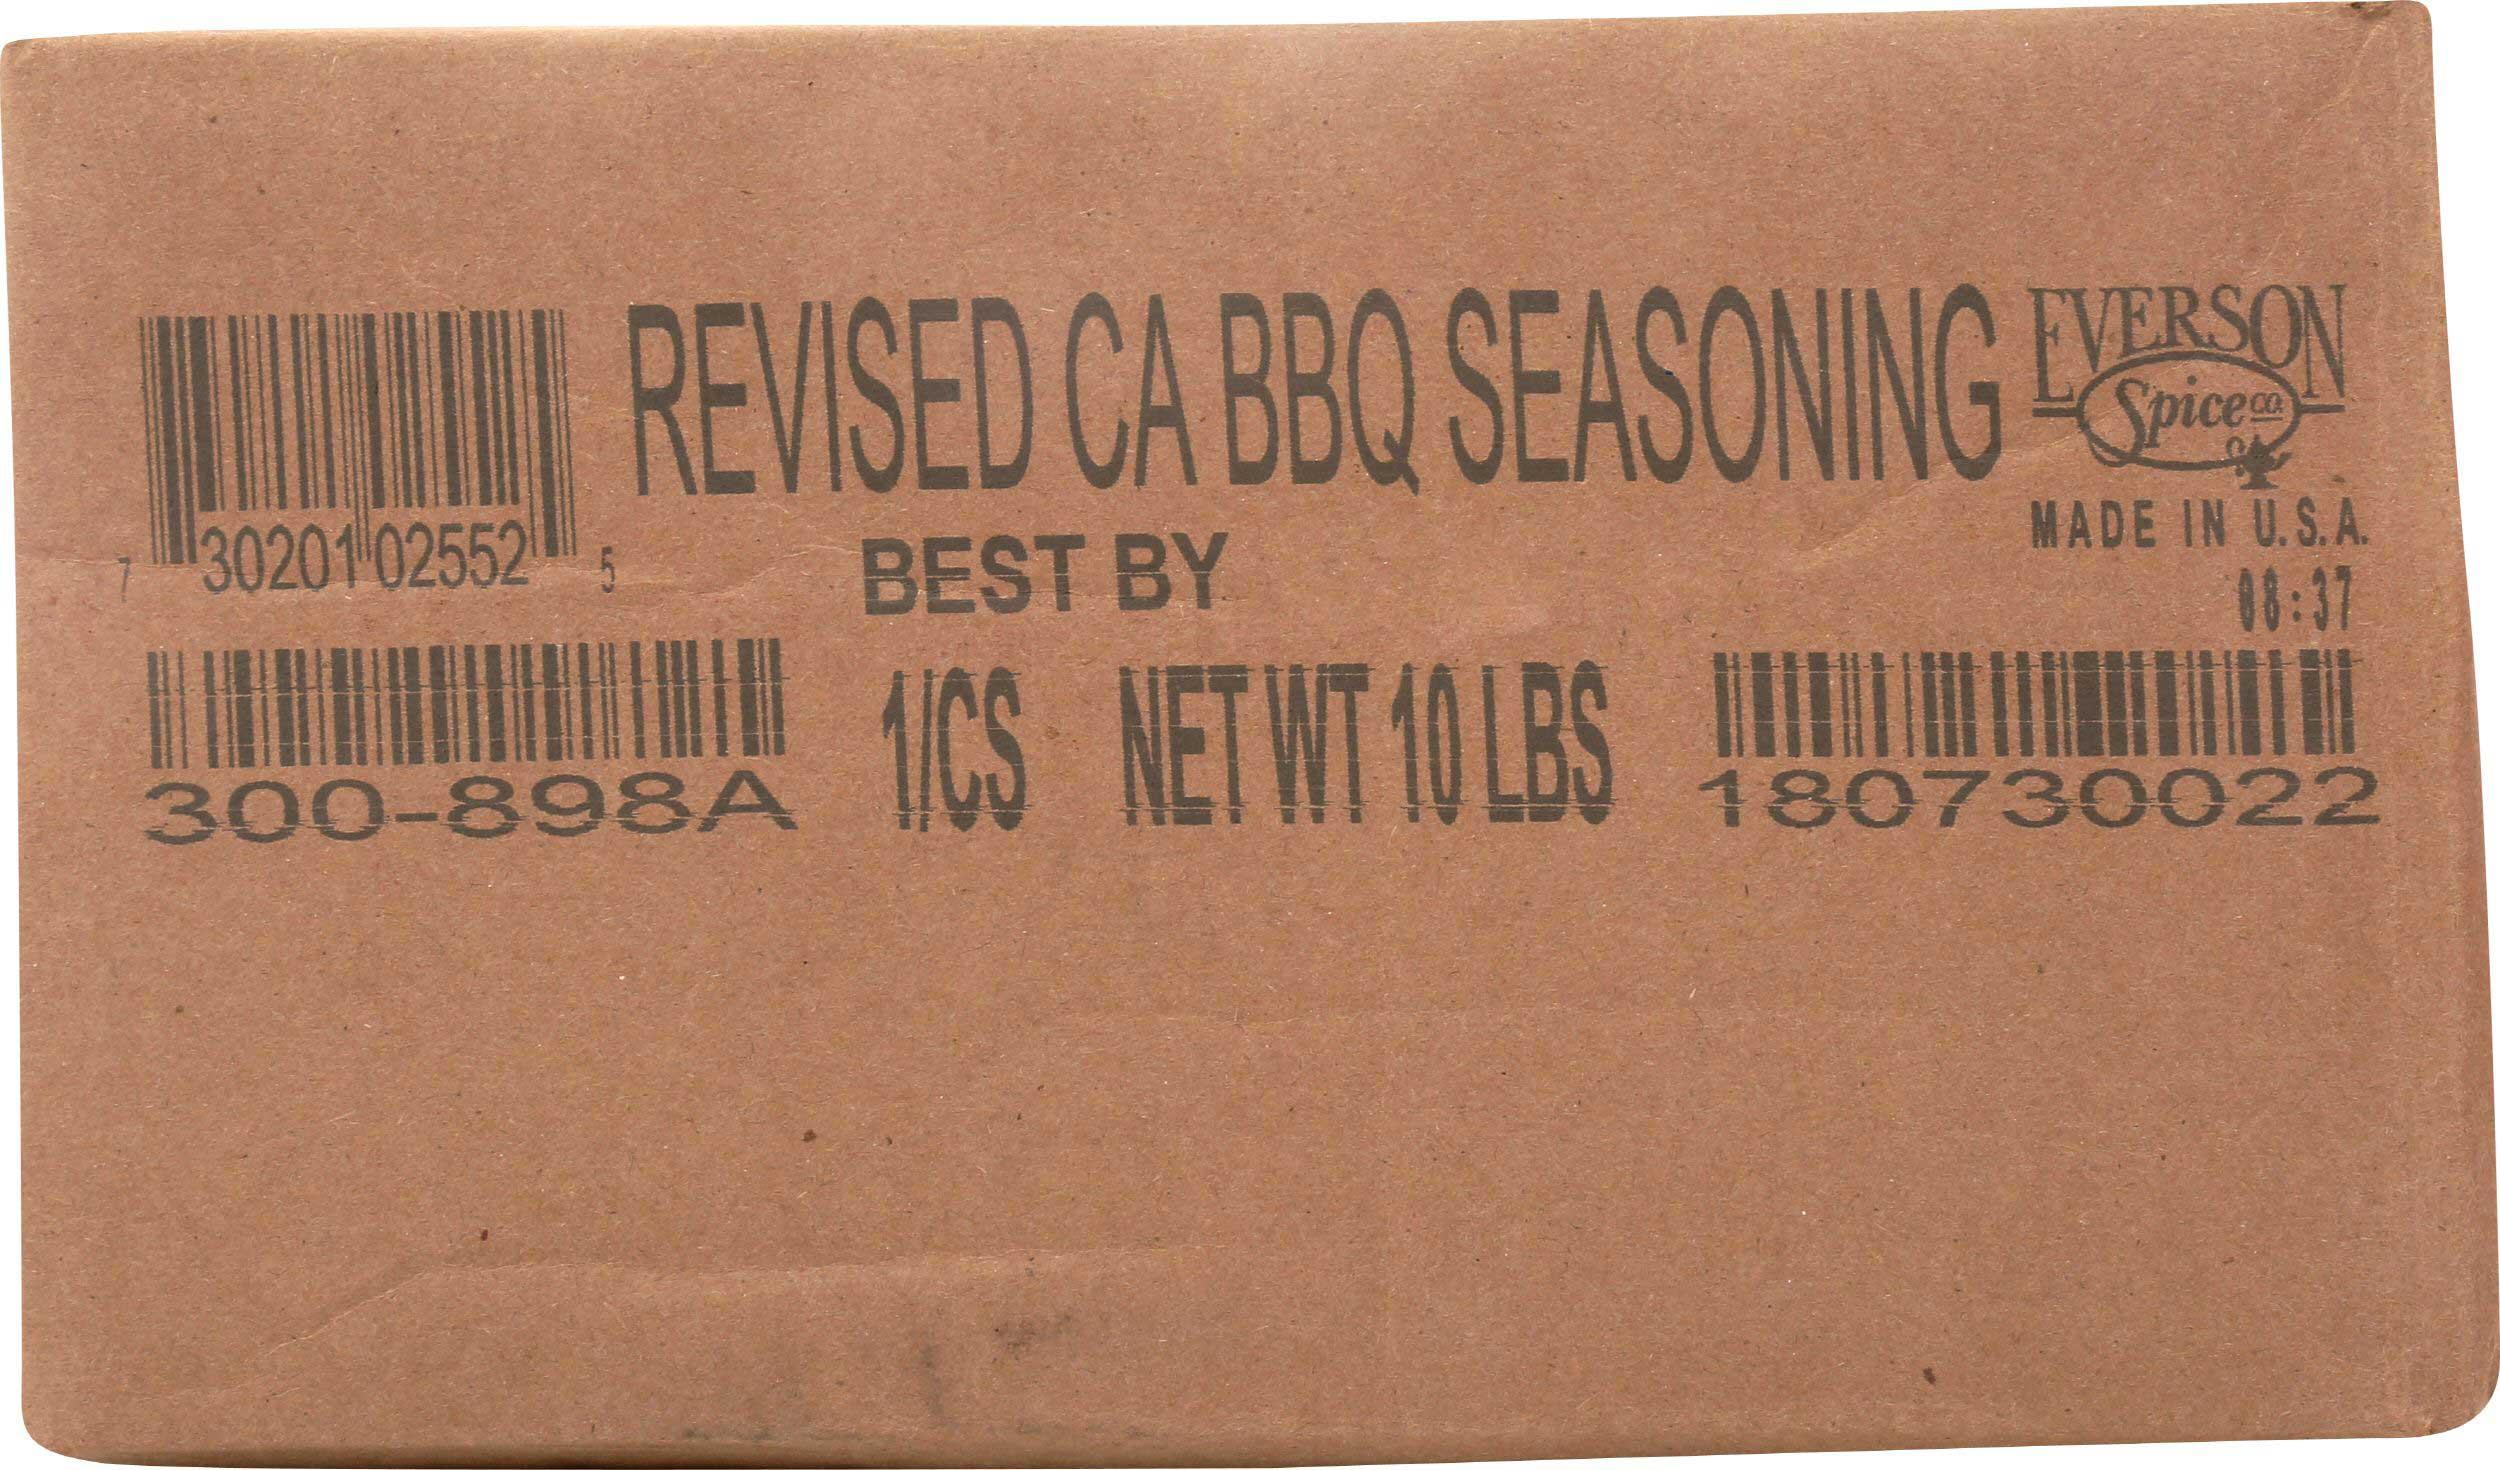 REVISED CA BBQ SEASONING
EVERSON
Spice co.
MADE IN U.S.A.
7 30201 02552 5
BEST BY
08:37
300-898A
1/CS NET WT 10 LBS
180730022